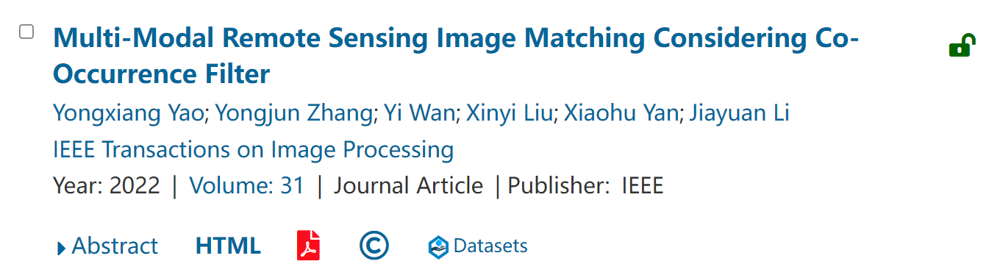 Multi-Modal Remote Sensing Image Matching Considering Co-
Occurrence Filter
Yongxiang Yao; Yongjun Zhang; Yi Wan; Xinyi Liu; Xiaohu Yan; Jiayuan Li
IEEE Transactions on Image Processing
Year: 2022 | Volume: 31 | Journal Article | Publisher: IEEE
Abstract HTML © Datasets